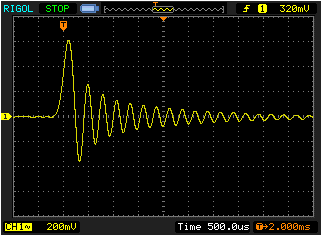 RIGOL STOP T 1 320mV
T
1
CH1~ 200mV Time 500.0us T→2.000ms